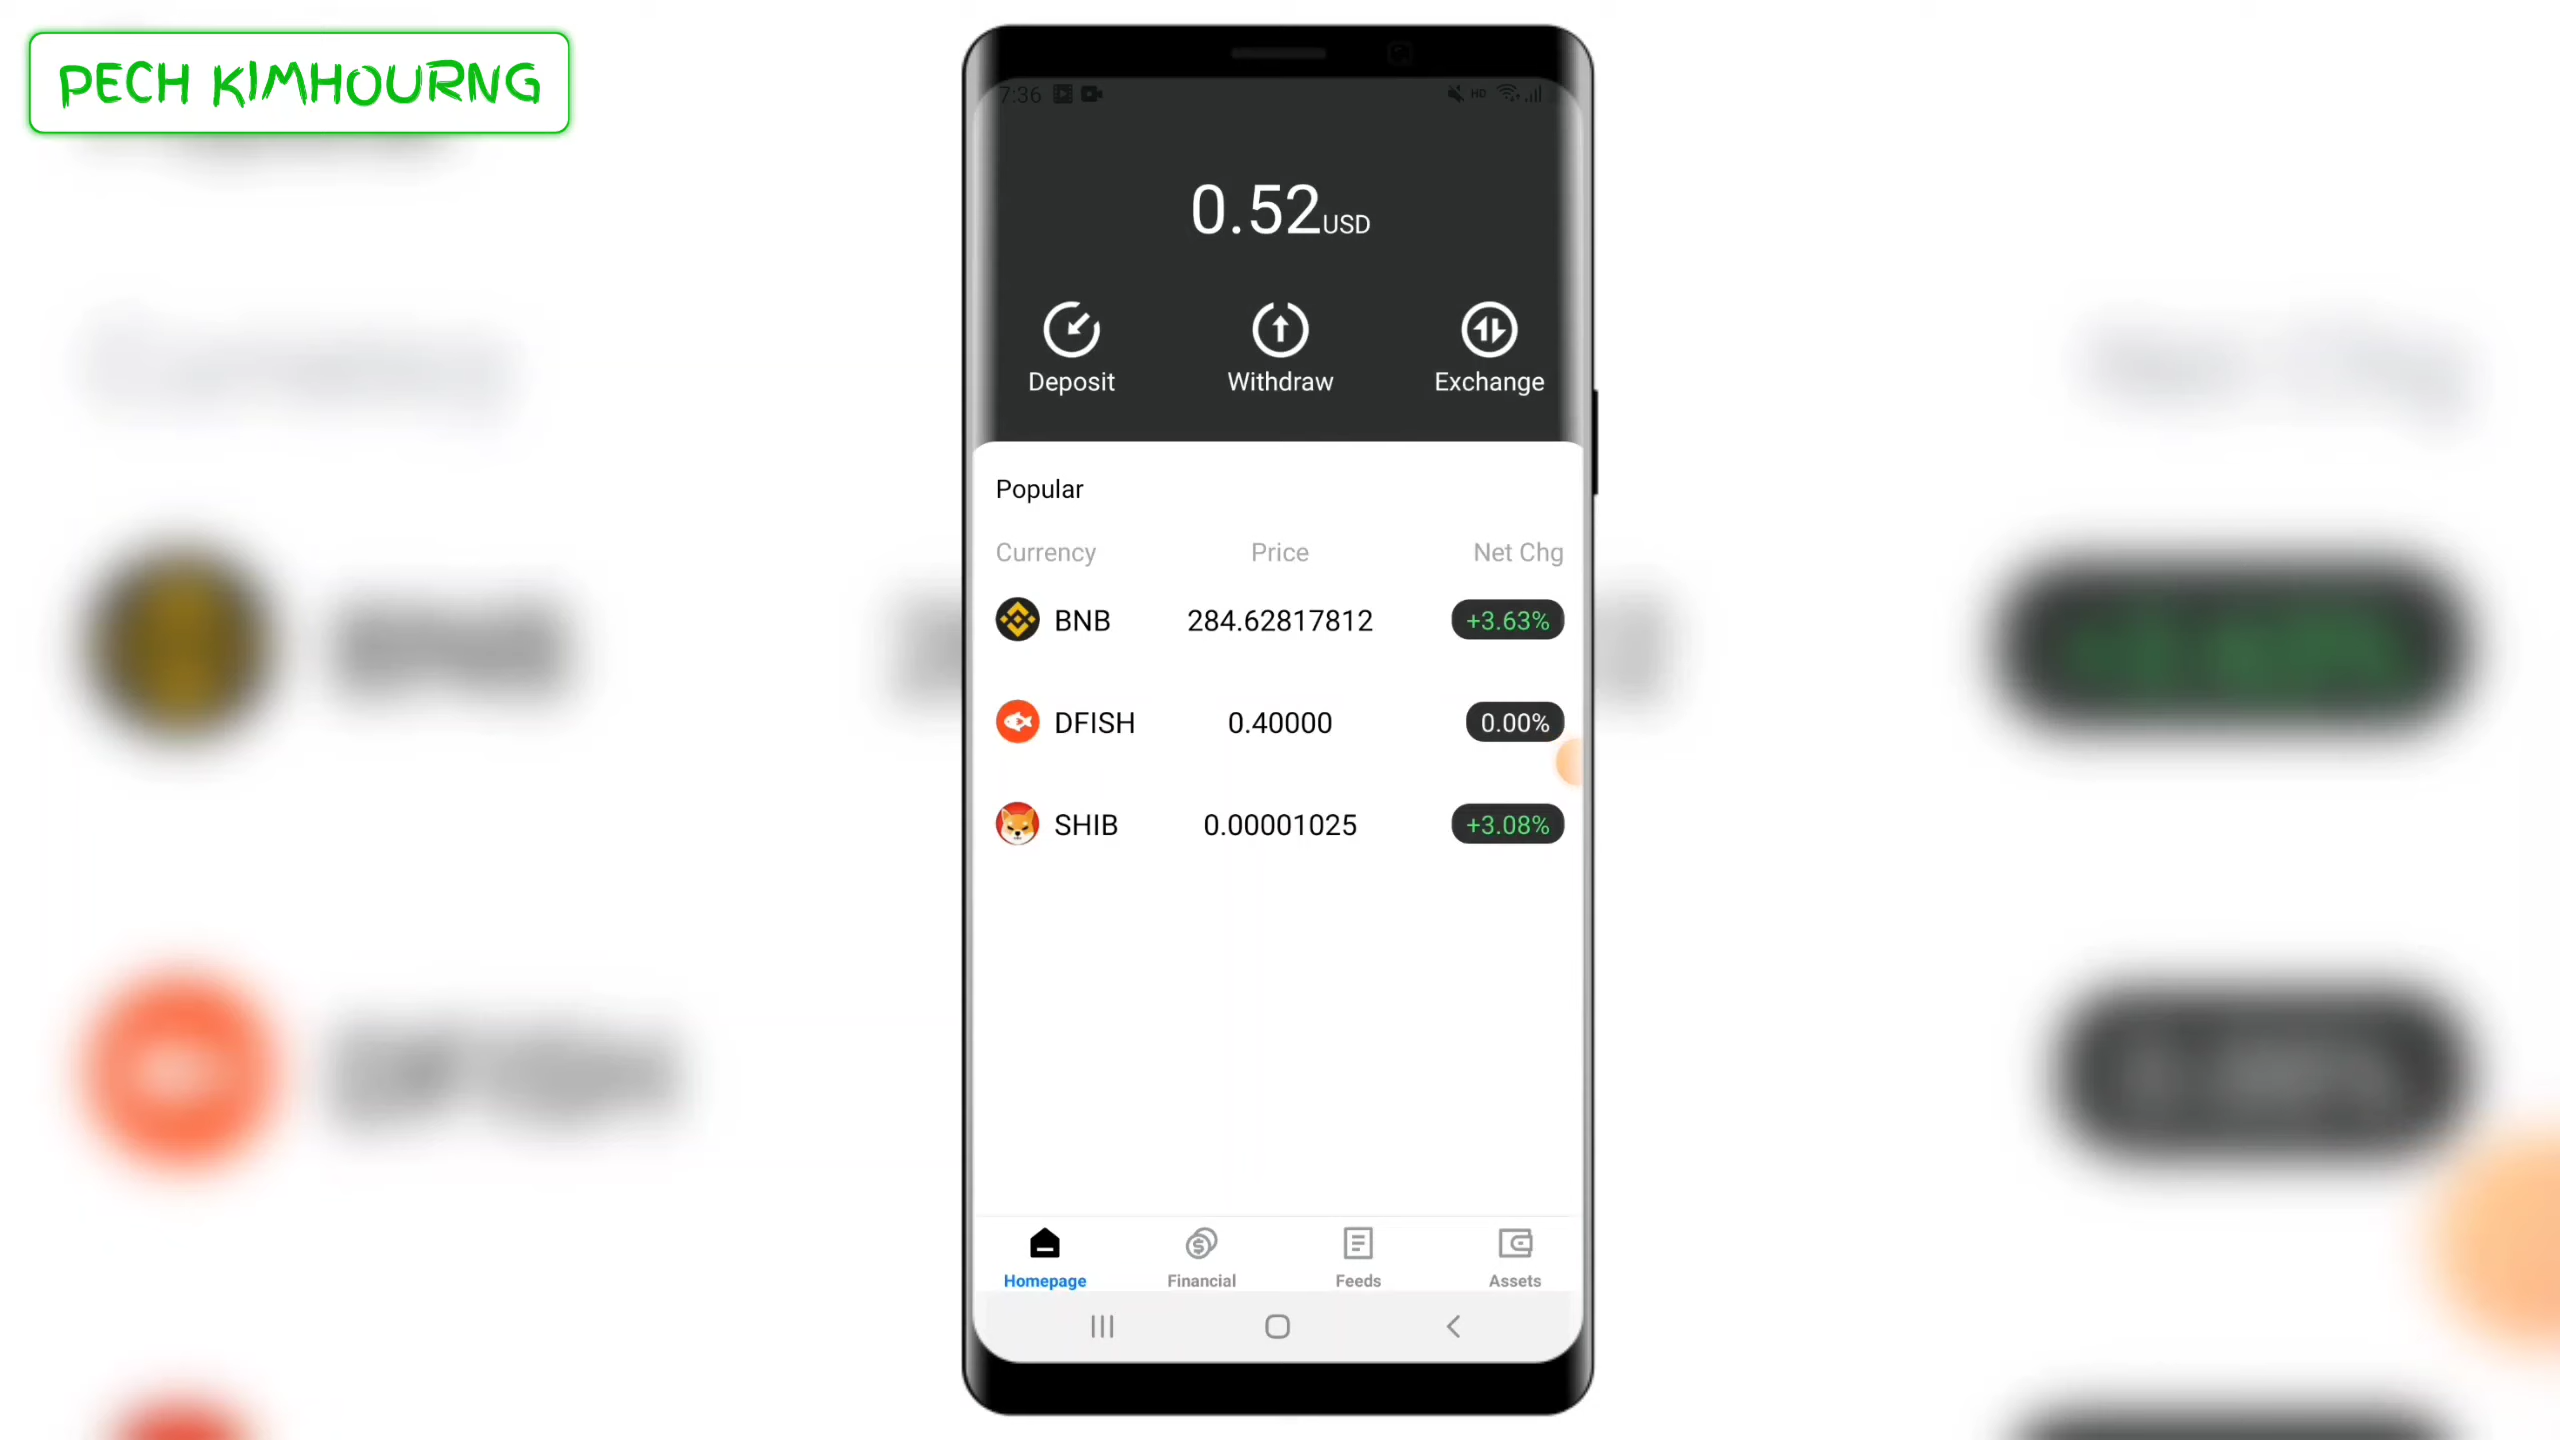 PECH KIMHOURNG
7:36
HD
0.52USD
Deposit Withdraw Exchange
Popular
Currency Price Net Chg
BNB 284.62817812 +3.63%
DFISH 0.40000 0.00%
SHIB 0.00001025 +3.08%
Homepage Financial Feeds Assets